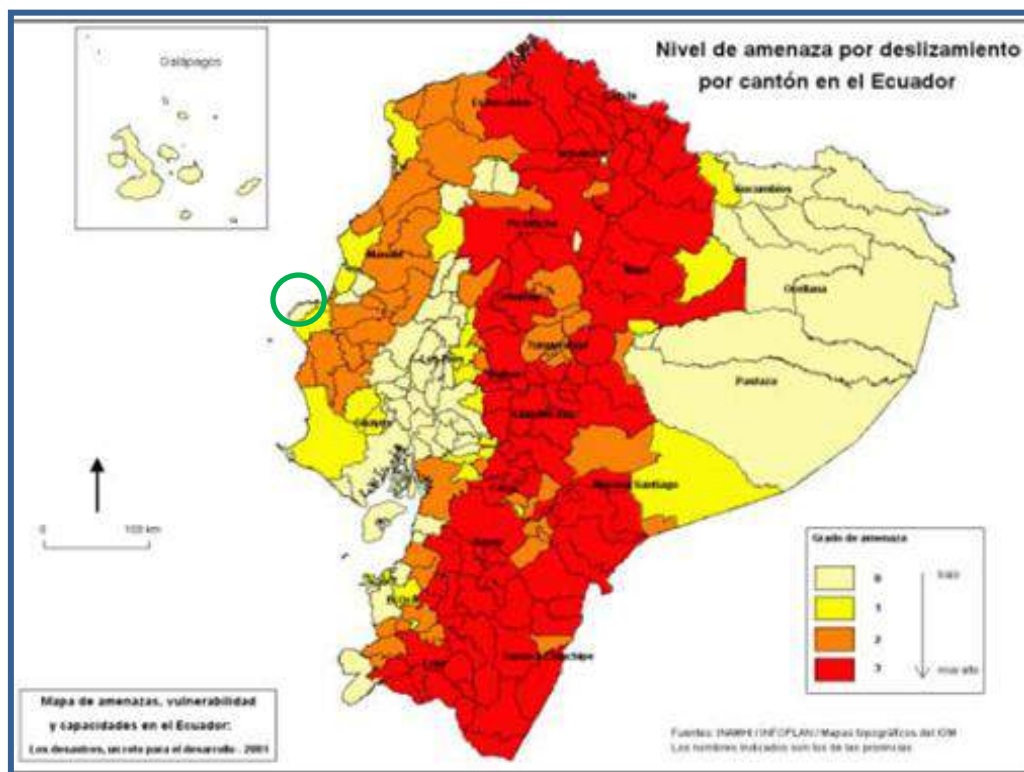 Nivel de amenaza por deslizamiento
por cantón en el Ecuador
Galápagos
Esmeraldas
Carchi
Imbabura
Sucumbíos
Pichincha
Manabí
Napo
Orellana
Cotopaxi
Tungurahua
Los Ríos
Bolívar
Pastaza
Chimborazo
Guayas
Morona Santiago
Cañar
Azuay
El Oro
Loja
Zamora Chinchipe
0
100 km
Grado de amenaza
0
bajo
1
2
3
muy alto
Mapa de amenazas, vulnerabilidad
y capacidades en el Ecuador:
Los desastres, un reto para el desarrollo - 2001
Fuentes: INAMHI / INFOPLAN / Mapas topográficos del IGM
Los nombres indicados son los de las provincias